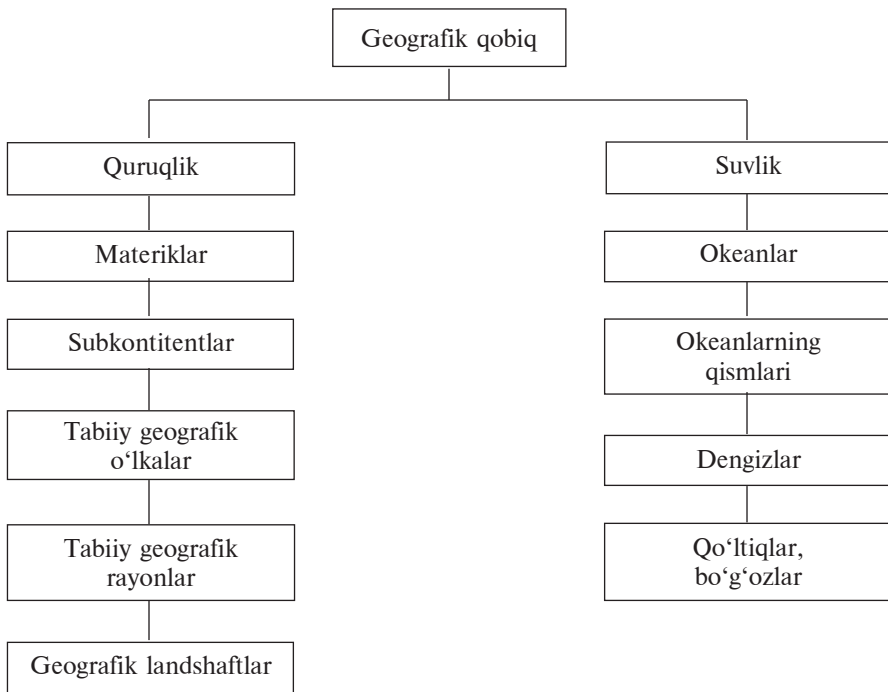 Geografik qobiq
Quruqlik
Materiklar
Subkontitentlar
Tabiiy geografik
o‘lkalar
Tabiiy geografik
rayonlar
Geografik landshaftlar
Suvlik
Okeanlar
Okeanlarning
qismlari
Dengizlar
Qo‘ltiqlar,
bo‘g‘ozlar